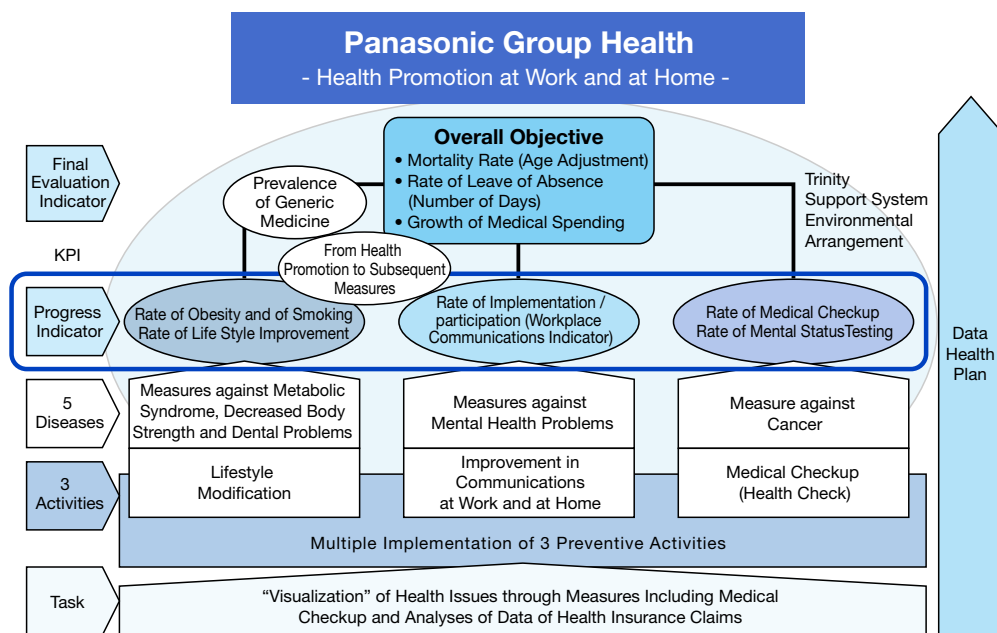 Panasonic Group Health
- Health Promotion at Work and at Home -
Final
Evaluation
Indicator
Overall Objective
• Mortality Rate (Age Adjustment)
• Rate of Leave of Absence
(Number of Days)
• Growth of Medical Spending
Prevalence
of Generic
Medicine
Trinity
Support System
Environmental
Arrangement
KPI
From Health
Promotion to Subsequent
Measures
Progress
Indicator
Rate of Obesity and of Smoking
Rate of Life Style Improvement
Rate of Implementation /
participation (Workplace
Communications Indicator)
Rate of Medical Checkup
Rate of Mental StatusTesting
Data
Health
Plan
5
Diseases
Measures against Metabolic
Syndrome, Decreased Body
Strength and Dental Problems
Measures against
Mental Health Problems
Measure against
Cancer
3
Activities
Lifestyle
Modification
Improvement in
Communications
at Work and at Home
Medical Checkup
(Health Check)
Multiple Implementation of 3 Preventive Activities
Task
“Visualization” of Health Issues through Measures Including Medical
Checkup and Analyses of Data of Health Insurance Claims